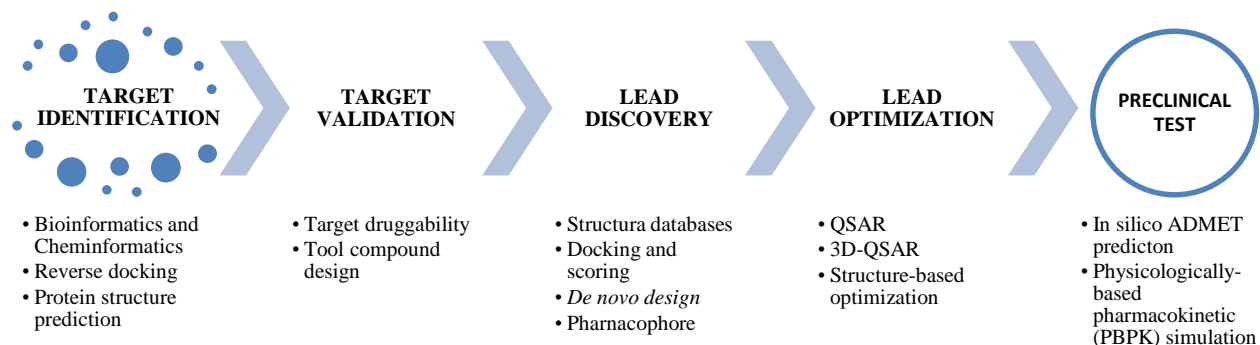 TARGET
IDENTIFICATION
TARGET
VALIDATION
LEAD
DISCOVERY
LEAD
OPTIMIZATION
PRECLINICAL
TEST
• Bioinformatics and
Cheminformatics
• Reverse docking
• Protein structure
prediction
• Target druggability
• Tool compound
design
• Structura databases
• Docking and
scoring
• De novo design
• Pharnacophore
• QSAR
• 3D-QSAR
• Structure-based
optimization
• In silico ADMET
predicton
• Physicologically-
based
pharmacokinetic
(PBPK) simulation